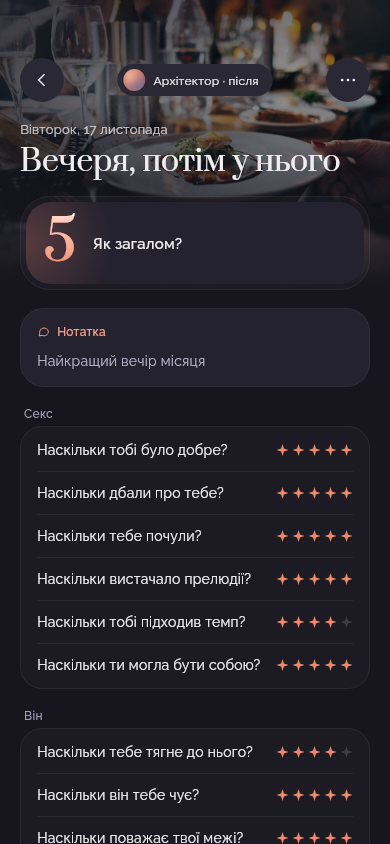 Архітектор · після
Вівторок, 17 листопада
Вечеря, потім у нього
5
Як загалом?
Нотатка
Найкращий вечір місяця
Секс
Наскільки тобі було добре?
Наскільки дбали про тебе?
Наскільки тебе почули?
Наскільки вистачало прелюдії?
Наскільки тобі підходив темп?
Наскільки ти могла бути собою?
Він
Наскільки тебе тягне до нього?
Наскільки він тебе чує?
Наскільки поважає твої межі?